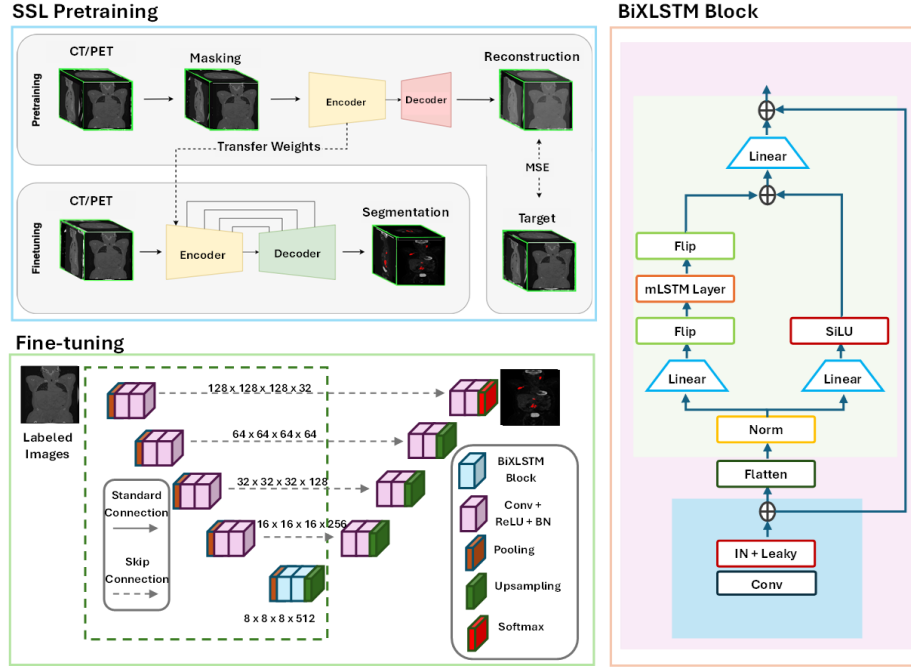 SSL Pretraining
Pretraining
CT/PET
Masking
Encoder
Decoder
Reconstruction
Transfer Weights
MSE
Target
Finetuning
CT/PET
Encoder
Decoder
Segmentation
Fine-tuning
Labeled
Images
128 x 128 x 128 x 32
64 x 64 x 64 x 64
32 x 32 x 32 x 128
16 x 16 x 16 x 256
8 x 8 x 8 x 512
Standard
Connection
Skip
Connection
BiXLSTM
Block
Conv +
ReLU + BN
Pooling
Upsampling
Softmax
BiXLSTM Block
Linear
Flip
mLSTM Layer
Flip
SiLU
Linear
Linear
Norm
Flatten
IN + Leaky
Conv